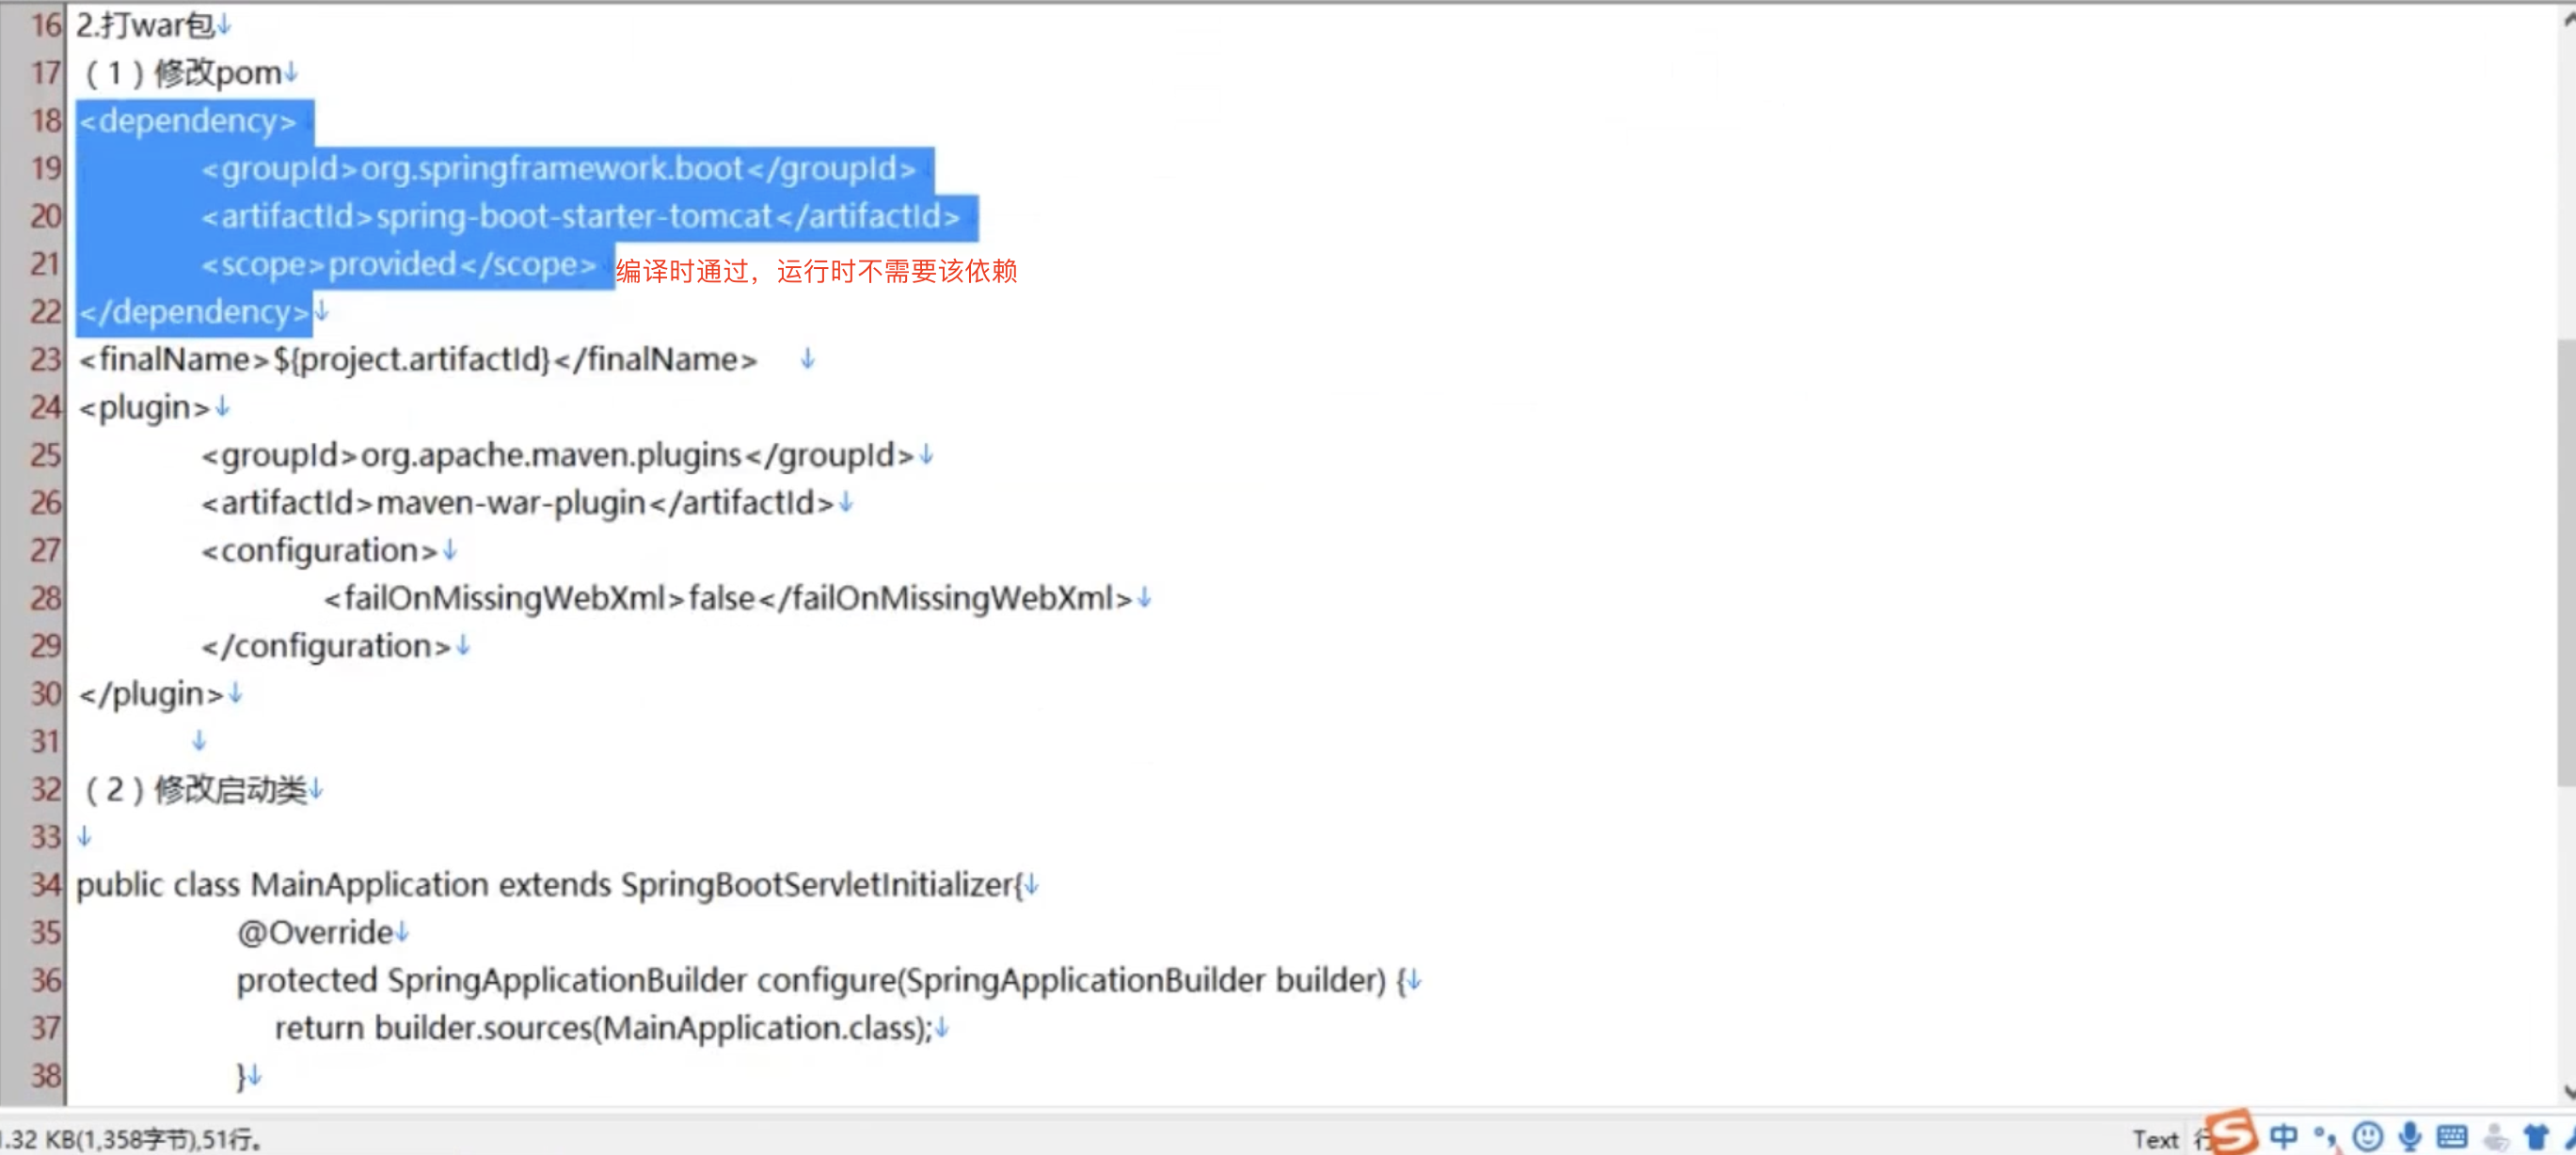 16 2.打war包↓
17 （1）修改pom↓
18 <dependency>↓
19 <groupId>org.springframework.boot</groupId>↓
20 <artifactId>spring-boot-starter-tomcat</artifactId>↓
21 <scope>provided</scope>↓ 编译时通过，运行时不需要该依赖
22 </dependency>↓
23 <finalName>${project.artifactId}</finalName> ↓
24 <plugin>↓
25 <groupId>org.apache.maven.plugins</groupId>↓
26 <artifactId>maven-war-plugin</artifactId>↓
27 <configuration>↓
28 <failOnMissingWebXml>false</failOnMissingWebXml>↓
29 </configuration>↓
30 </plugin>↓
31 ↓
32 （2）修改启动类↓
33 ↓
34 public class MainApplication extends SpringBootServletInitializer{↓
35 @Override↓
36 protected SpringApplicationBuilder configure(SpringApplicationBuilder builder) {↓
37 return builder.sources(MainApplication.class);↓
38 }↓
.32 KB(1,358字节),51行。 Text 行 S 中